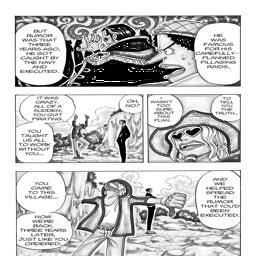 HE
WAS
FAMOUS
FOR HIS
CAREFULLY-
PLANNED
PILLAGING
RAIDS.
BUT
RUMOR
WAS THAT
THREE
YEARS AGO,
HE GOT
CAUGHT BY
THE NAVY
AND
EXECUTED.
TO
TELL
YOU
THE
TRUTH...
I
WASN'T
TOO
SURE
ABOUT
THIS
PLAN.
OH,
NO!
IT WAS
CRAZY,
ALL OF A
SUDDEN,
YOU QUIT
PIRATING.
YOU
TAUGHT
US ALL
TO WORK
WITHOUT
YOU...
AND
WE
HELPED
SPREAD
THE
RUMOR
THAT YOU'D
BEEN
EXECUTED.
YOU
CAME
TO THIS
VILLAGE...
NOW
WE'RE
BACK,
THREE
YEARS
LATER,
JUST LIKE
YOU
ORDERED.